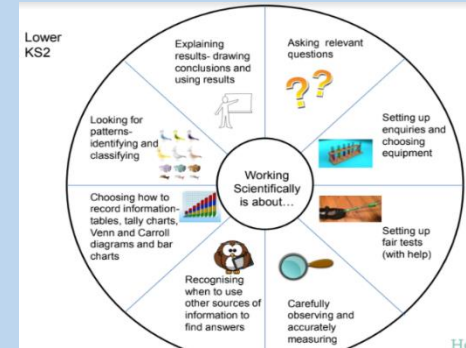 Lower
KS2
Explaining
results- drawing
conclusions and
using results
Asking relevant
questions
Setting up
enquiries and
choosing
equipment
Setting up
fair tests
(with help)
Carefully
observing and
accurately
measuring
Recognising
when to use
other sources of
information to
find answers
Choosing how to
record information-
tables, tally charts,
Venn and Carroll
diagrams and bar
charts
Looking for
patterns-
identifying and
classifying
Working
Scientifically
is about...